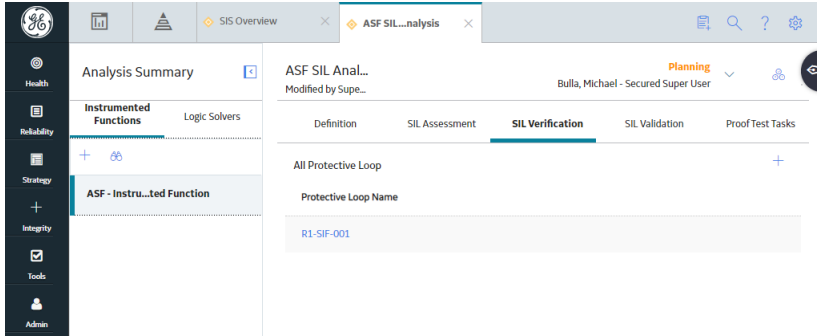 SIS Overview
ASF SIL...nalysis
Health
Reliability
Strategy
Integrity
Tools
Admin
Analysis Summary
Instrumented Functions
Logic Solvers
ASF - Instru...ted Function
ASF SIL Anal...
Modified by Supe...
Planning
Bulla, Michael - Secured Super User
Definition
SIL Assessment
SIL Verification
SIL Validation
Proof Test Tasks
All Protective Loop
Protective Loop Name
R1-SIF-001